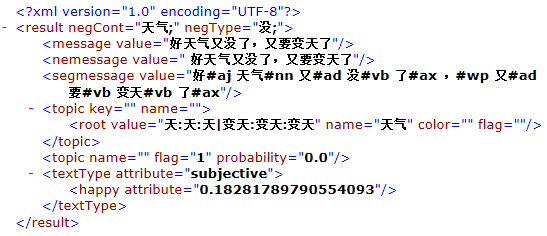 <?xml version="1.0" encoding="UTF-8"?>
- <result negCont="天气;" negType="没;">
<message value="好天气又没了，又要变天了"/>
<nemessage value=" 好天气又没了，又要变天了"/>
<segmessage value="好#aj 天气#nn 又#ad 没#vb 了#ax ，#wp 又#ad
要#vb 变天#vb 了#ax"/>
- <topic key="" name="">
<root value="天:天:天|变天:变天:变天" name="天气" color="" flag=""/>
</topic>
<topic name="" flag="1" probability="0.0"/>
- <textType attribute="subjective">
<happy attribute="0.18281789790554093"/>
</textType>
</result>